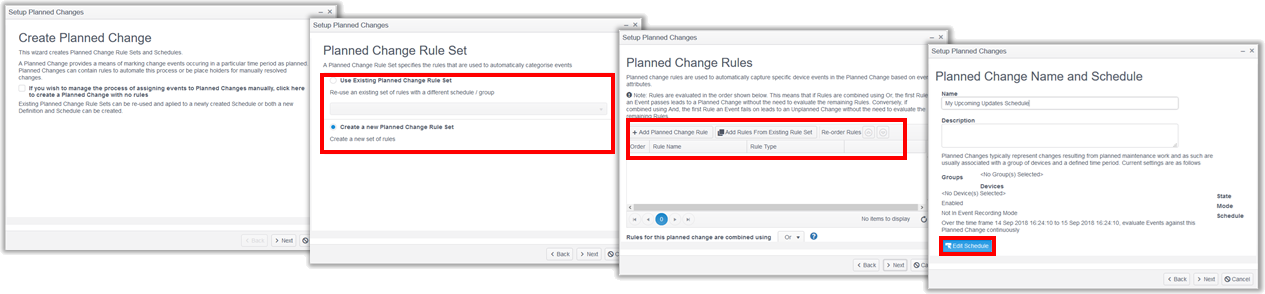 Setup Planned Changes
Create Planned Change
This wizard creates Planned Change Rule Sets and Schedules.
A Planned Change provides a means of marking change events occuring in a particular time period as planned.
Planned Changes can contain rules to automate this process or be place holders for manually resolved
changes.
If you wish to manage the process of assigning events to Planned Changes manually, click here
to create a Planned Change with no rules
Existing Planned Change Rule Sets can be re-used and aplied to a newly created Schedule or both a new
Definition and Schedule can be created.
Back
Next
Setup Planned Changes
Planned Change Rule Set
A Planned Change Rule Set specifies the rules that are used to automatically categorise events
Use Existing Planned Change Rule Set
Re-use an existing set of rules with a different schedule / group
Create a new Planned Change Rule Set
Create a new set of rules
Back
Next
Setup Planned Changes
Planned Change Rules
Planned change rules are used to automatically capture specific device events in the Planned Change based on
attributes.
Note: Rules are evaluated in the order shown below. This means that if Rules are combined using Or, the first Rule
an Event passes leads to a Planned Change without the need to evaluate the remaining Rules. Conversely, if
combined using And, the first Rule an Event fails on leads to an Unplanned Change without the need to evaluate the
remaining Rules.
+ Add Planned Change Rule
Add Rules From Existing Rule Set
Re-order Rules
Order
Rule Name
Rule Type
0
No items to display
Rules for this planned change are combined using
Or
Back
Next
Setup Planned Changes
Planned Change Name and Schedule
Name
My Upcoming Updates Schedule
Description
Planned Changes typically represent changes resulting from planned maintenance work and as such are
usually associated with a group of devices and a defined time period. Current settings are as follows
Groups
<No Group(s) Selected>
Devices
<No Device(s) Selected>
State
Enabled
Mode
Not In Event Recording Mode
Schedule
Over the time frame 14 Sep 2018 16:24:10 to 15 Sep 2018 16:24:10, evaluate Events against this
Planned Change continuously
Edit Schedule
Back
Next
Cancel